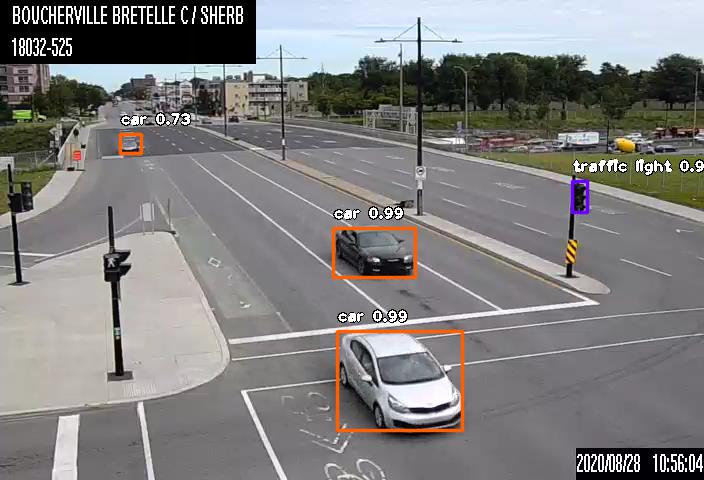 BOUCHERVILLE BRETELLE C / SHERB
18032-525
car 0.73
traffic light 0.9
car 0.99
car 0.99
2020/08/28 10:56:04